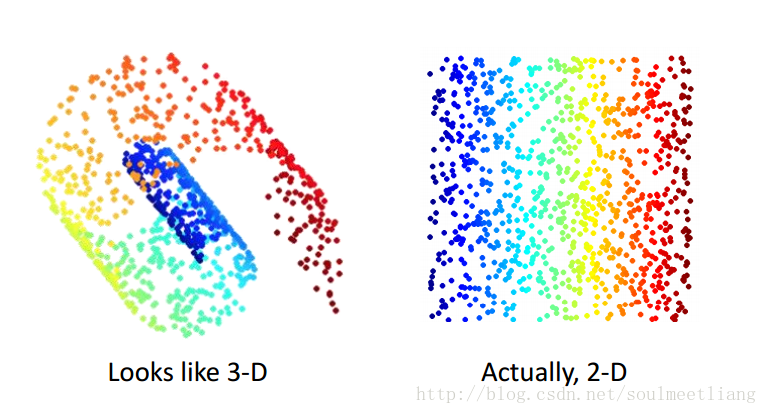 Looks like 3-D
Actually, 2-D
http://blog.csdn.net/soulmeetliang